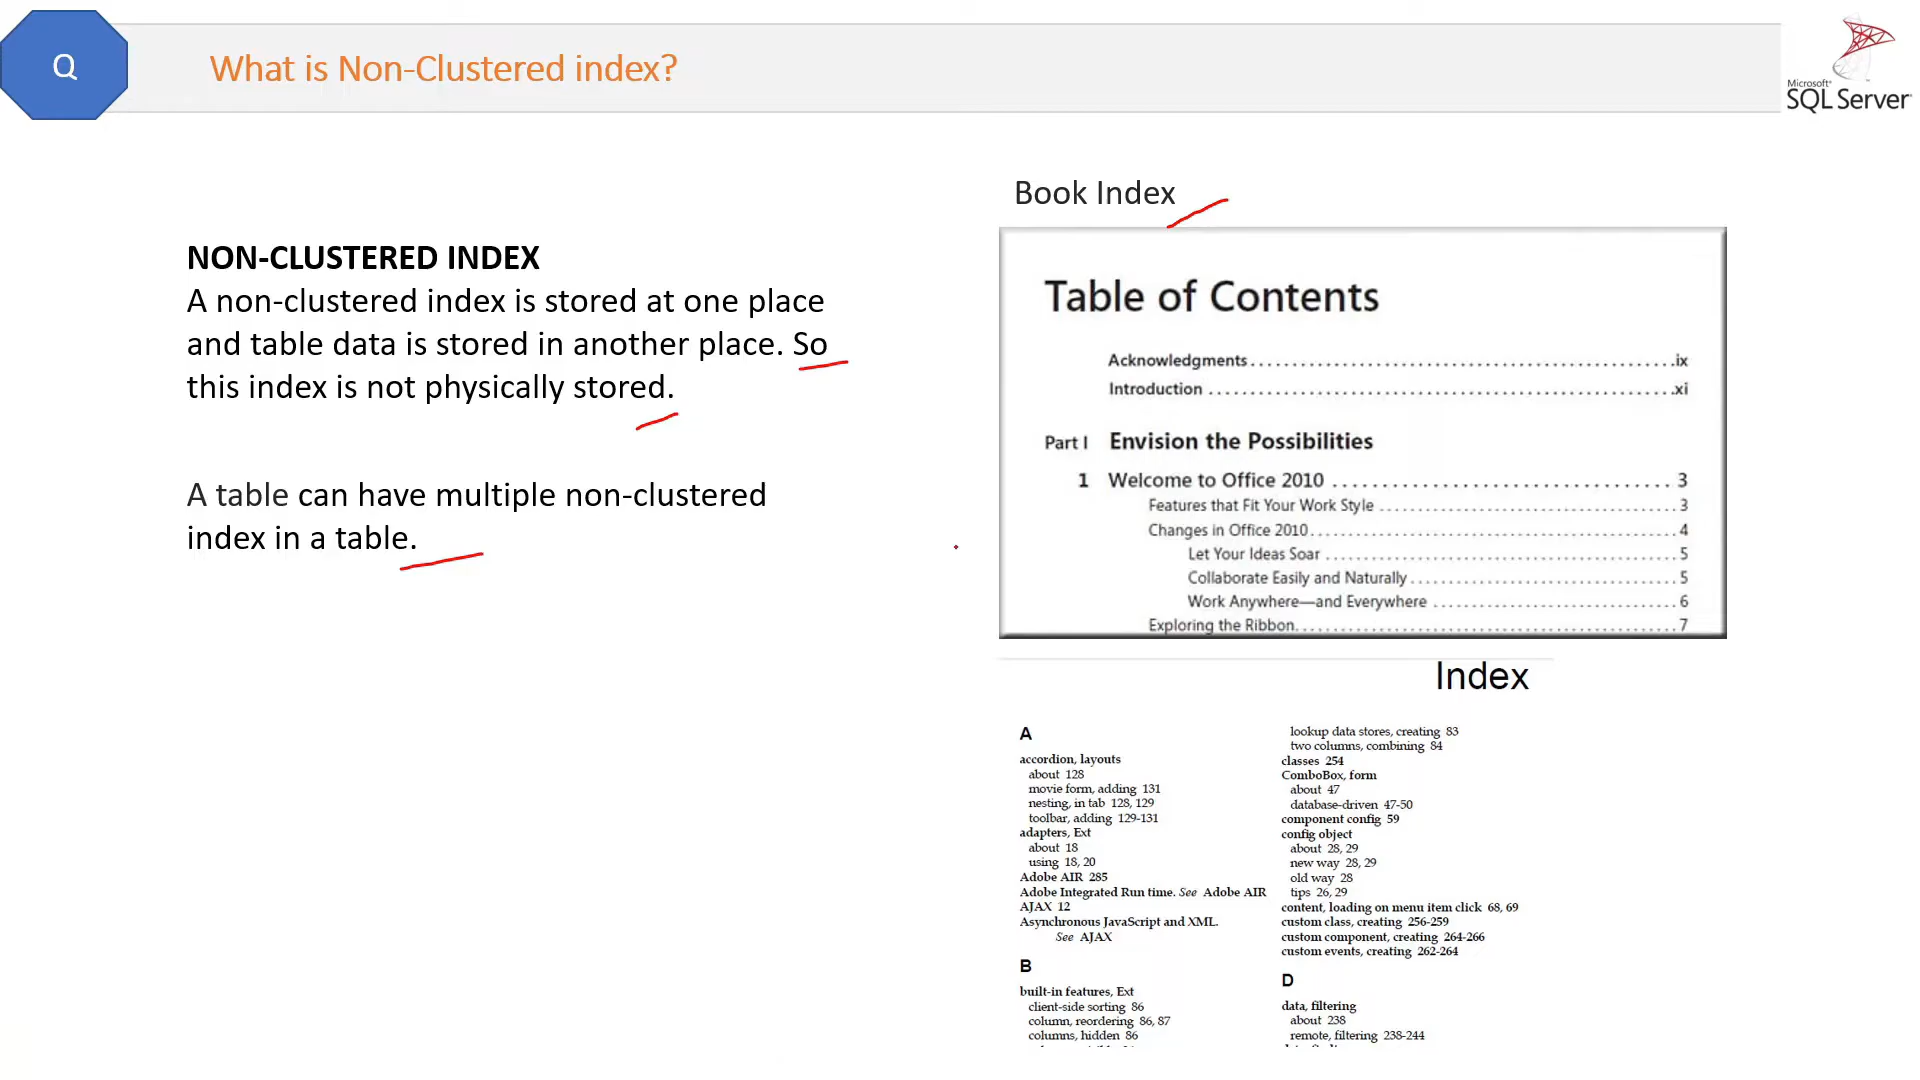 Q
What is Non-Clustered index?
Microsoft®
SQL Server
NON-CLUSTERED INDEX
A non-clustered index is stored at one place
and table data is stored in another place. So
this index is not physically stored.
A table can have multiple non-clustered
index in a table.
Book Index
Table of Contents
Acknowledgments . . . . . . . . . . . . . . . . . . . . . . . . . . . . ix
Introduction . . . . . . . . . . . . . . . . . . . . . . . . . . . . xi
Part I Envision the Possibilities
1 Welcome to Office 2010 . . . . . . . . . . . . . . . . . . . . . . . . 3
Features that Fit Your Work Style . . . . . . . . . . . . . . . . . . . . 3
Changes in Office 2010 . . . . . . . . . . . . . . . . . . . . . . . . 4
Let Your Ideas Soar . . . . . . . . . . . . . . . . . . . . . . . . 5
Collaborate Easily and Naturally . . . . . . . . . . . . . . . . . . . . 5
Work Anywhere—and Everywhere . . . . . . . . . . . . . . . . . . . . 6
Exploring the Ribbon . . . . . . . . . . . . . . . . . . . . . . . . 7
Index
A
accordion, layouts
about 128
movie form, adding 131
nesting, in tab 128, 129
toolbar, adding 129-131
adapters, Ext
about 18
using 18, 20
Adobe AIR 285
Adobe Integrated Run time. See Adobe AIR
AJAX 12
Asynchronous JavaScript and XML.
See AJAX
B
built-in features, Ext
client-side sorting 86
column, reordering 86, 87
columns, hidden 86
lookup data stores, creating 83
two columns, combining 84
classes 254
ComboBox, form
about 47
database-driven 47-50
component config 59
config object
about 28, 29
new way 28, 29
old way 28
tips 26, 29
content, loading on menu item click 68, 69
custom class, creating 256-259
custom component, creating 264-266
custom events, creating 262-264
D
data, filtering
about 238
remote, filtering 238-244